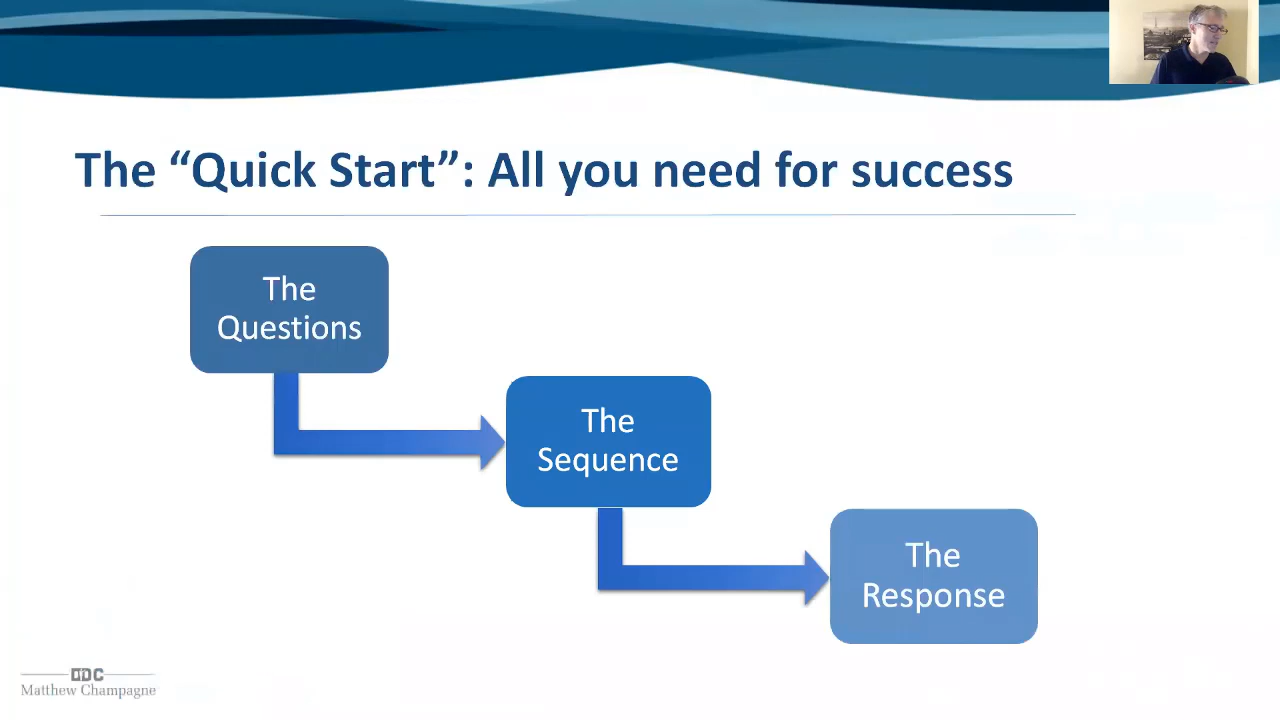 The “Quick Start”: All you need for success
The
Questions
The
Sequence
The
Response
Matthew Champagne